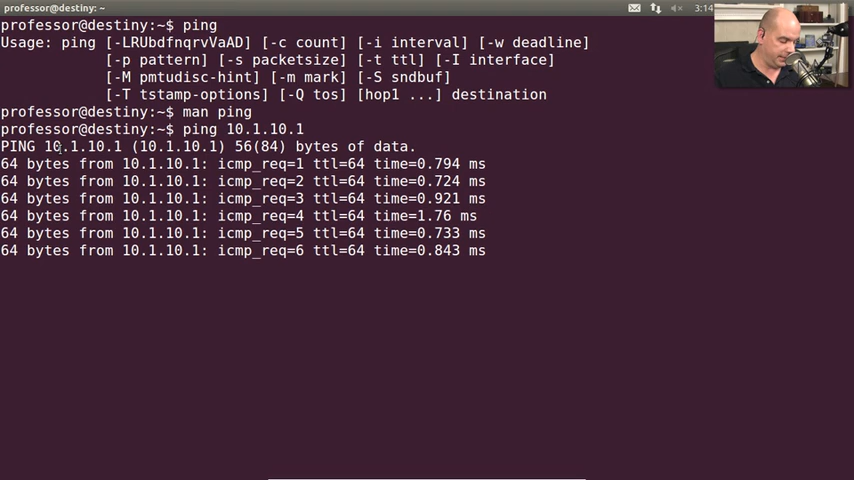 professor@destiny: ~
3:14
professor@destiny:~$ ping
Usage: ping [-LRUbdfnqrvVaAD] [-c count] [-i interval] [-w deadline]
[-p pattern] [-s packetsize] [-t ttl] [-I interface]
[-M pmtudisc-hint] [-m mark] [-S sndbuf]
[-T tstamp-options] [-Q tos] [hop1 ...] destination
professor@destiny:~$ man ping
professor@destiny:~$ ping 10.1.10.1
PING 10.1.10.1 (10.1.10.1) 56(84) bytes of data.
64 bytes from 10.1.10.1: icmp_req=1 ttl=64 time=0.794 ms
64 bytes from 10.1.10.1: icmp_req=2 ttl=64 time=0.724 ms
64 bytes from 10.1.10.1: icmp_req=3 ttl=64 time=0.921 ms
64 bytes from 10.1.10.1: icmp_req=4 ttl=64 time=1.76 ms
64 bytes from 10.1.10.1: icmp_req=5 ttl=64 time=0.733 ms
64 bytes from 10.1.10.1: icmp_req=6 ttl=64 time=0.843 ms